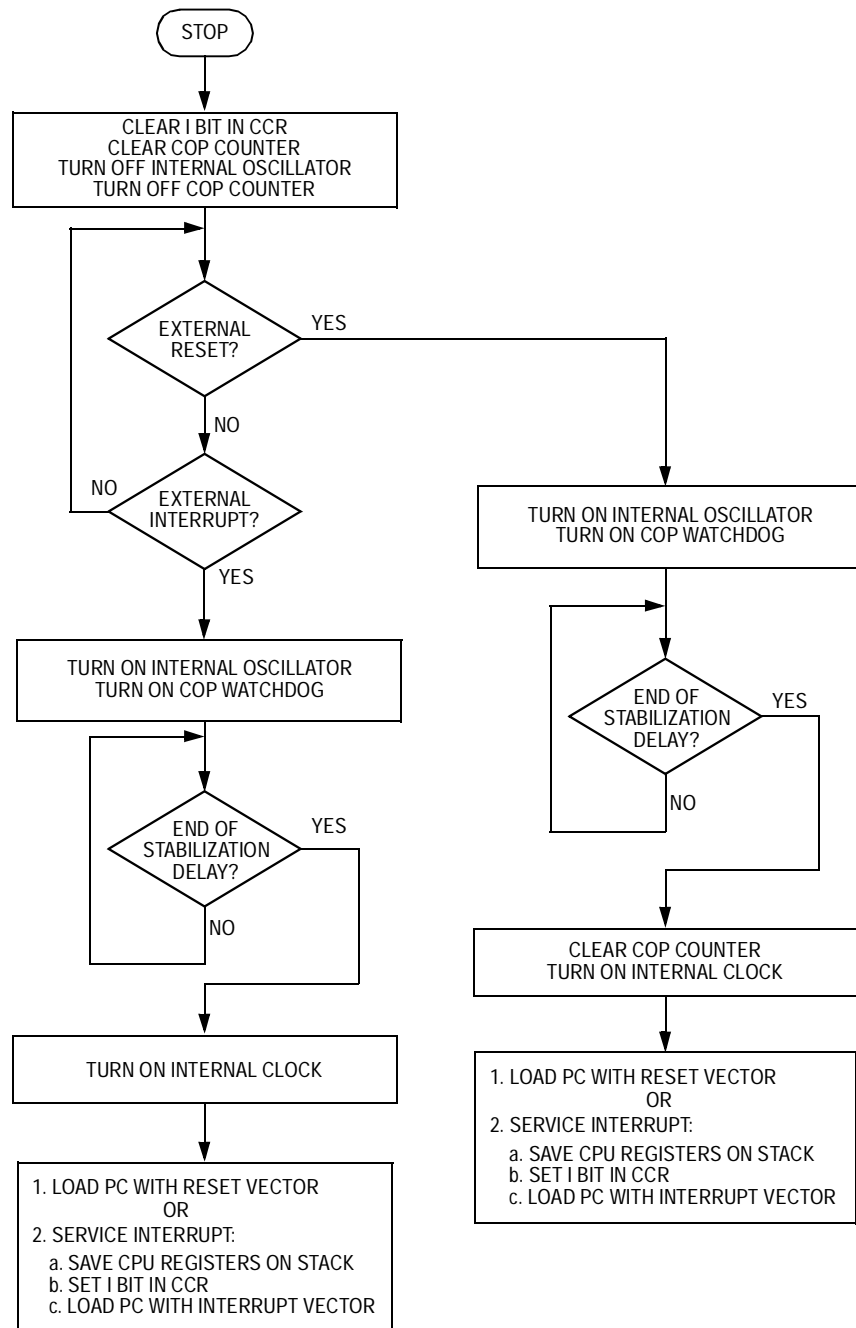 STOP
CLEAR I BIT IN CCR
CLEAR COP COUNTER
TURN OFF INTERNAL OSCILLATOR
TURN OFF COP COUNTER
EXTERNAL
RESET?
YES
NO
EXTERNAL
INTERRUPT?
NO
YES
TURN ON INTERNAL OSCILLATOR
TURN ON COP WATCHDOG
END OF
STABILIZATION
DELAY?
YES
NO
TURN ON INTERNAL CLOCK
1. LOAD PC WITH RESET VECTOR
OR
2. SERVICE INTERRUPT:
a. SAVE CPU REGISTERS ON STACK
b. SET I BIT IN CCR
c. LOAD PC WITH INTERRUPT VECTOR
TURN ON INTERNAL OSCILLATOR
TURN ON COP WATCHDOG
END OF
STABILIZATION
DELAY?
YES
NO
CLEAR COP COUNTER
TURN ON INTERNAL CLOCK
1. LOAD PC WITH RESET VECTOR
OR
2. SERVICE INTERRUPT:
a. SAVE CPU REGISTERS ON STACK
b. SET I BIT IN CCR
c. LOAD PC WITH INTERRUPT VECTOR